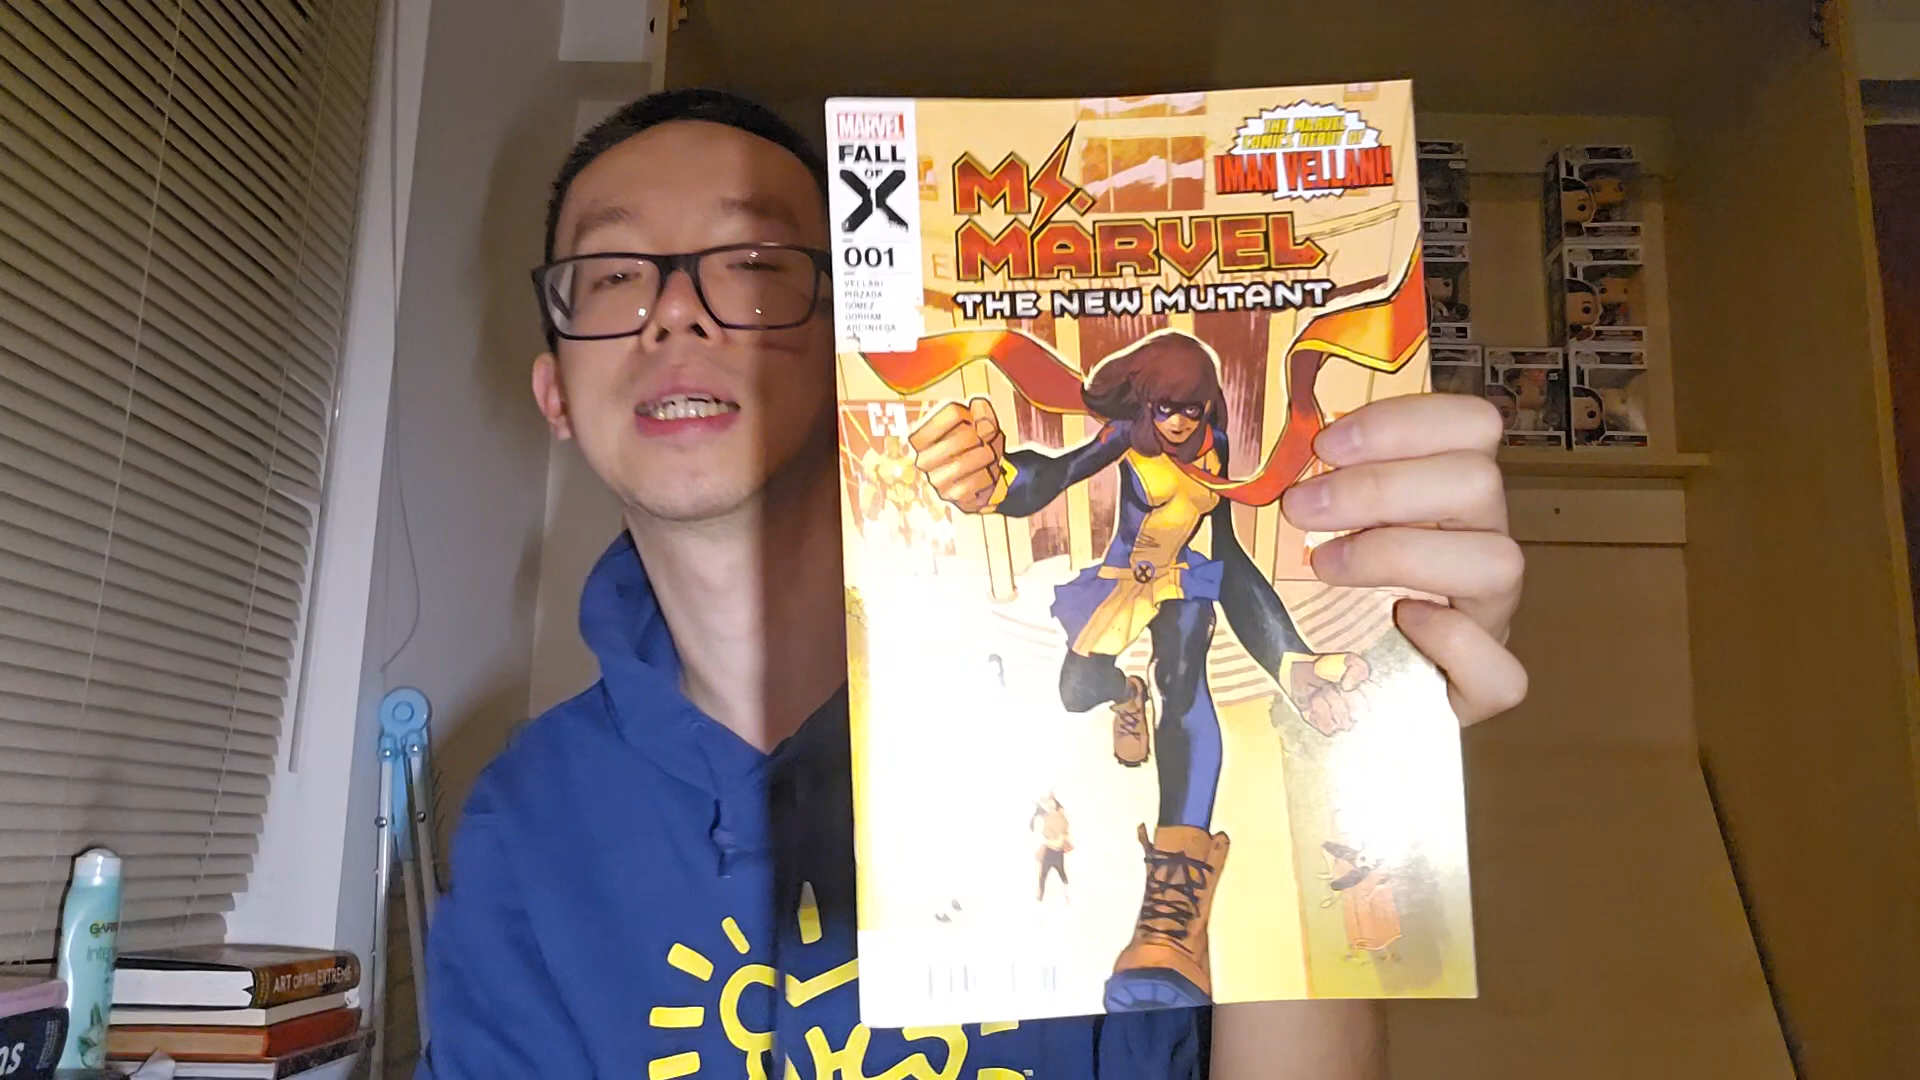 MARVEL
FALL
OF
X
001
VELLANI
PIRZADA
GÓMEZ
GORHAM
ARCINIEGA
THE MARVEL
COMICS DEBUT OF
IMAN VELLANI!
MS.
MARVEL
THE NEW MUTANT
GARN
ART OF THE EXTREME